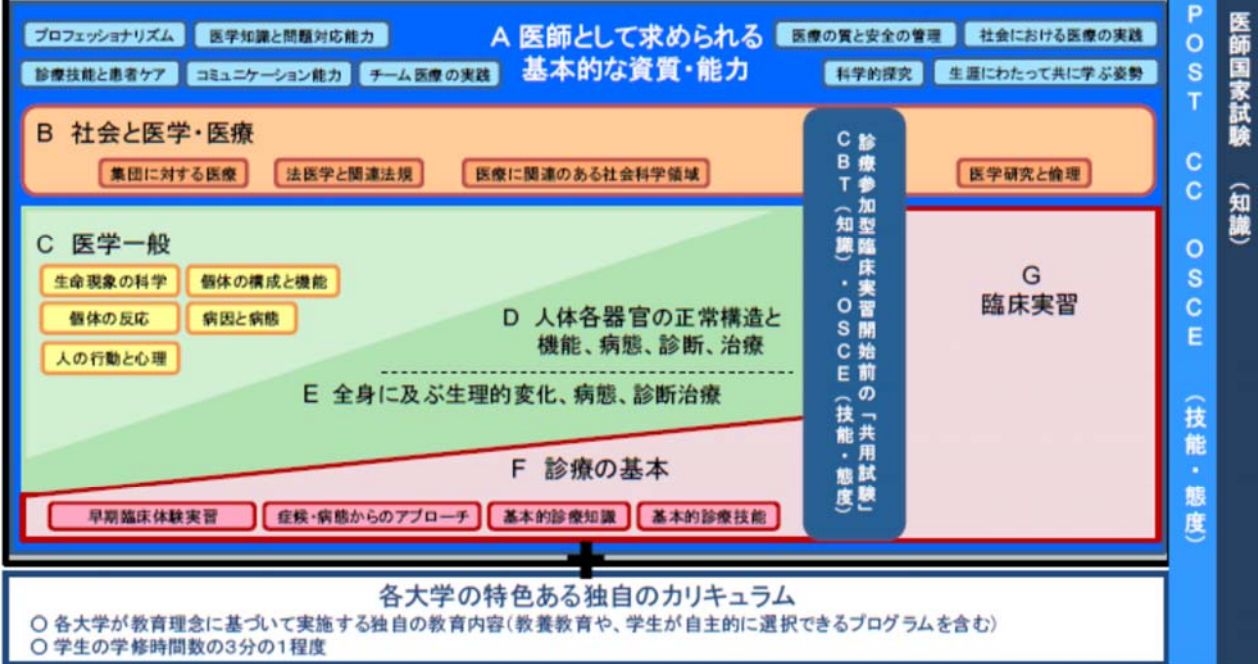 プロフェッショナリズム
医学知識と問題対応能力
A 医師として求められる
基本的な資質・能力
医療の質と安全の管理
社会における医療の実践
診療技能と患者ケア
コミュニケーション能力
チーム医療の実践
科学的探究
生涯にわたって共に学ぶ姿勢
B 社会と医学・医療
集団に対する医療
法医学と関連法規
医療に関連のある社会科学領域
医学研究と倫理
C 医学一般
生命現象の科学
個体の構成と機能
個体の反応
病因と病態
人の行動と心理
D 人体各器官の正常構造と
機能、病態、診断、治療
E 全身に及ぶ生理的変化、病態、診断治療
F 診療の基本
早期臨床体験実習
症候・病態からのアプローチ
基本的診療知識
基本的診療技能
診療参加型臨床実習開始前の「共用試験」
CBT(知識)・OSCE(技能・態度)
G
臨床実習
POST CC OSCE (技能・態度)
医師国家試験 (知識)
各大学の特色ある独自のカリキュラム
○ 各大学が教育理念に基づいて実施する独自の教育内容(教養教育や、学生が自主的に選択できるプログラムを含む)
○ 学生の学修時間数の3分の1程度